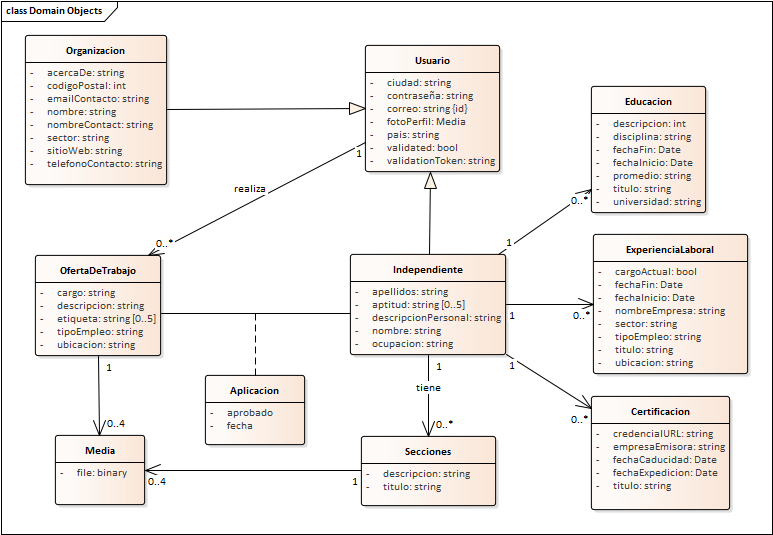 class Domain Objects
Organizacion
- acercaDe: string
- codigoPostal: int
- emailContacto: string
- nombre: string
- nombreContact: string
- sector: string
- sitioWeb: string
- telefonoContacto: string
Usuario
- ciudad: string
- contraseña: string
- correo: string {id}
- fotoPerfil: Media
- pais: string
- validated: bool
- validationToken: string
Educacion
- descripcion: int
- disciplina: string
- fechaFin: Date
- fechaInicio: Date
- promedio: string
- titulo: string
- universidad: string
1
realiza
0..*
1
0..*
OfertaDeTrabajo
- cargo: string
- descripcion: string
- etiqueta: string [0..5]
- tipoEmpleo: string
- ubicacion: string
Independiente
- apellidos: string
- aptitud: string [0..5]
- descripcionPersonal: string
- nombre: string
- ocupacion: string
ExperienciaLaboral
- cargoActual: bool
- fechaFin: Date
- fechaInicio: Date
- nombreEmpresa: string
- sector: string
- tipoEmpleo: string
- titulo: string
- ubicacion: string
1
0..*
1
1
1
tiene
0..*
0..*
0..4
Aplicacion
- aprobado
- fecha
Certificacion
- credencialURL: string
- empresaEmisora: string
- fechaCaducidad: Date
- fechaExpedicion: Date
- titulo: string
Media
- file: binary
Secciones
- descripcion: string
- titulo: string
0..4
1